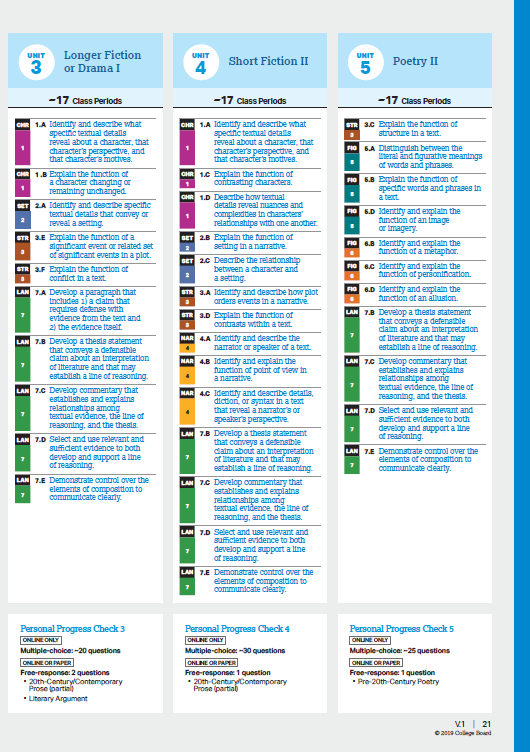 UNIT
3
Longer Fiction
or Drama I
~17 Class Periods
CHR
1
1.A Identify and describe what
specific textual details
reveal about a character, that
character's perspective, and
that character's motives.
CHR
1
1.B Explain the function of
a character changing or
remaining unchanged.
SET
2
2.A Identify and describe specific
textual details that convey or
reveal a setting.
STR
3
3.E Explain the function of a
significant event or related set
of significant events in a plot.
STR
3
3.F Explain the function of
conflict in a text.
LAN
7
7.A Develop a paragraph that
includes 1) a claim that
requires defense with
evidence from the text and
2) the evidence itself.
7.B Develop a thesis statement
that conveys a defensible
claim about an interpretation
of literature and that may
establish a line of reasoning.
LAN
7
7.C Develop commentary that
establishes and explains
relationships among
textual evidence, the line of
reasoning, and the thesis.
LAN
7
7.D Select and use relevant and
sufficient evidence to both
develop and support a line
of reasoning.
LAN
7
7.E Demonstrate control over the
elements of composition to
communicate clearly.
Personal Progress Check 3
ONLINE ONLY
Multiple-choice: ~20 questions
ONLINE OR PAPER
Free-response: 2 questions
• 20th-Century/Contemporary
Prose (partial)
• Literary Argument
UNIT
4
Short Fiction II
~17 Class Periods
CHR
1
1.A Identify and describe what
specific textual details
reveal about a character, that
character's perspective, and
that character's motives.
CHR
1
1.C Explain the function of
contrasting characters.
CHR
1
1.D Describe how textual
details reveal nuances and
complexities in characters'
relationships with one another.
SET
2
2.B Explain the function of
setting in a narrative.
SET
2
2.C Describe the relationship
between a character and
a setting.
STR
3
3.A Identify and describe how plot
orders events in a narrative.
STR
3
3.D Explain the function of
contrasts within a text.
NAR
4
4.A Identify and describe the
narrator or speaker of a text.
NAR
4
4.B Identify and explain the
function of point of view in
a narrative.
NAR
4
4.C Identify and describe details,
diction, or syntax in a text
that reveal a narrator's or
speaker's perspective.
LAN
7
7.B Develop a thesis statement
that conveys a defensible
claim about an interpretation
of literature and that may
establish a line of reasoning.
LAN
7
7.C Develop commentary that
establishes and explains
relationships among
textual evidence, the line of
reasoning, and the thesis.
LAN
7
7.D Select and use relevant and
sufficient evidence to both
develop and support a line
of reasoning.
LAN
7
7.E Demonstrate control over the
elements of composition to
communicate clearly.
Personal Progress Check 4
ONLINE ONLY
Multiple-choice: ~30 questions
ONLINE OR PAPER
Free-response: 1 question
• 20th-Century/Contemporary
Prose (partial)
UNIT
5
Poetry II
~17 Class Periods
STR
3
3.C Explain the function of
structure in a text.
FIG
5
5.A Distinguish between the
literal and figurative meanings
of words and phrases.
FIG
5
5.B Explain the function of
specific words and phrases in
a text.
FIG
5
5.D Identify and explain the
function of an image
or imagery.
FIG
6
6.B Identify and explain the
function of a metaphor.
FIG
6
6.C Identify and explain the
function of personification.
FIG
6
6.D Identify and explain the
function of an allusion.
LAN
7
7.B Develop a thesis statement
that conveys a defensible
claim about an interpretation
of literature and that may
establish a line of reasoning.
LAN
7
7.C Develop commentary that
establishes and explains
relationships among
textual evidence, the line of
reasoning, and the thesis.
LAN
7
7.D Select and use relevant and
sufficient evidence to both
develop and support a line
of reasoning.
LAN
7
7.E Demonstrate control over the
elements of composition to
communicate clearly.
Personal Progress Check 5
ONLINE ONLY
Multiple-choice: ~25 questions
ONLINE OR PAPER
Free-response: 1 question
• Pre-20th-Century Poetry
V.1 | 21
© 2019 College Board